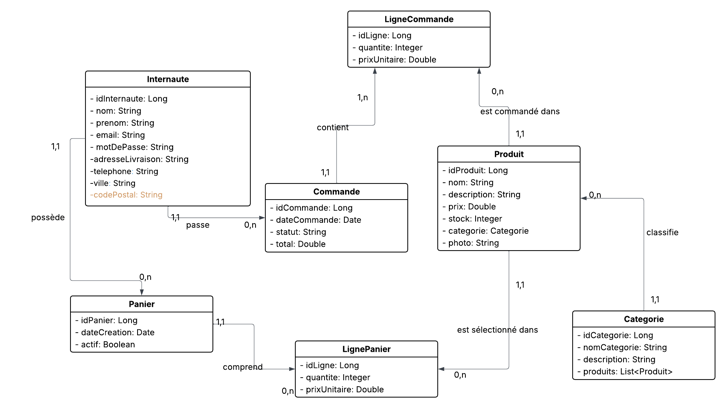 LigneCommande
- idLigne: Long
- quantite: Integer
- prixUnitaire: Double
Internaute
- idInternaute: Long
- nom: String
- prenom: String
- email: String
- motDePasse: String
-adresseLivraison: String
-telephone: String
-ville: String
-codePostal: String
1,n
0,n
est commandé dans
contient
1,1
1,1
1,1
Produit
- idProduit: Long
- nom: String
- description: String
- prix: Double
- stock: Integer
- categorie: Categorie
- photo: String
Commande
- idCommande: Long
- dateCommande: Date
- statut: String
- total: Double
0,n
possède
1,1
passe
0,n
classifie
0,n
1,1
1,1
Panier
- idPanier: Long
- dateCreation: Date
- actif: Boolean
1,1
est sélectionné dans
Categorie
- idCategorie: Long
- nomCategorie: String
- description: String
- produits: List<Produit>
LignePanier
- idLigne: Long
- quantite: Integer
- prixUnitaire: Double
comprend
0,n
0,n